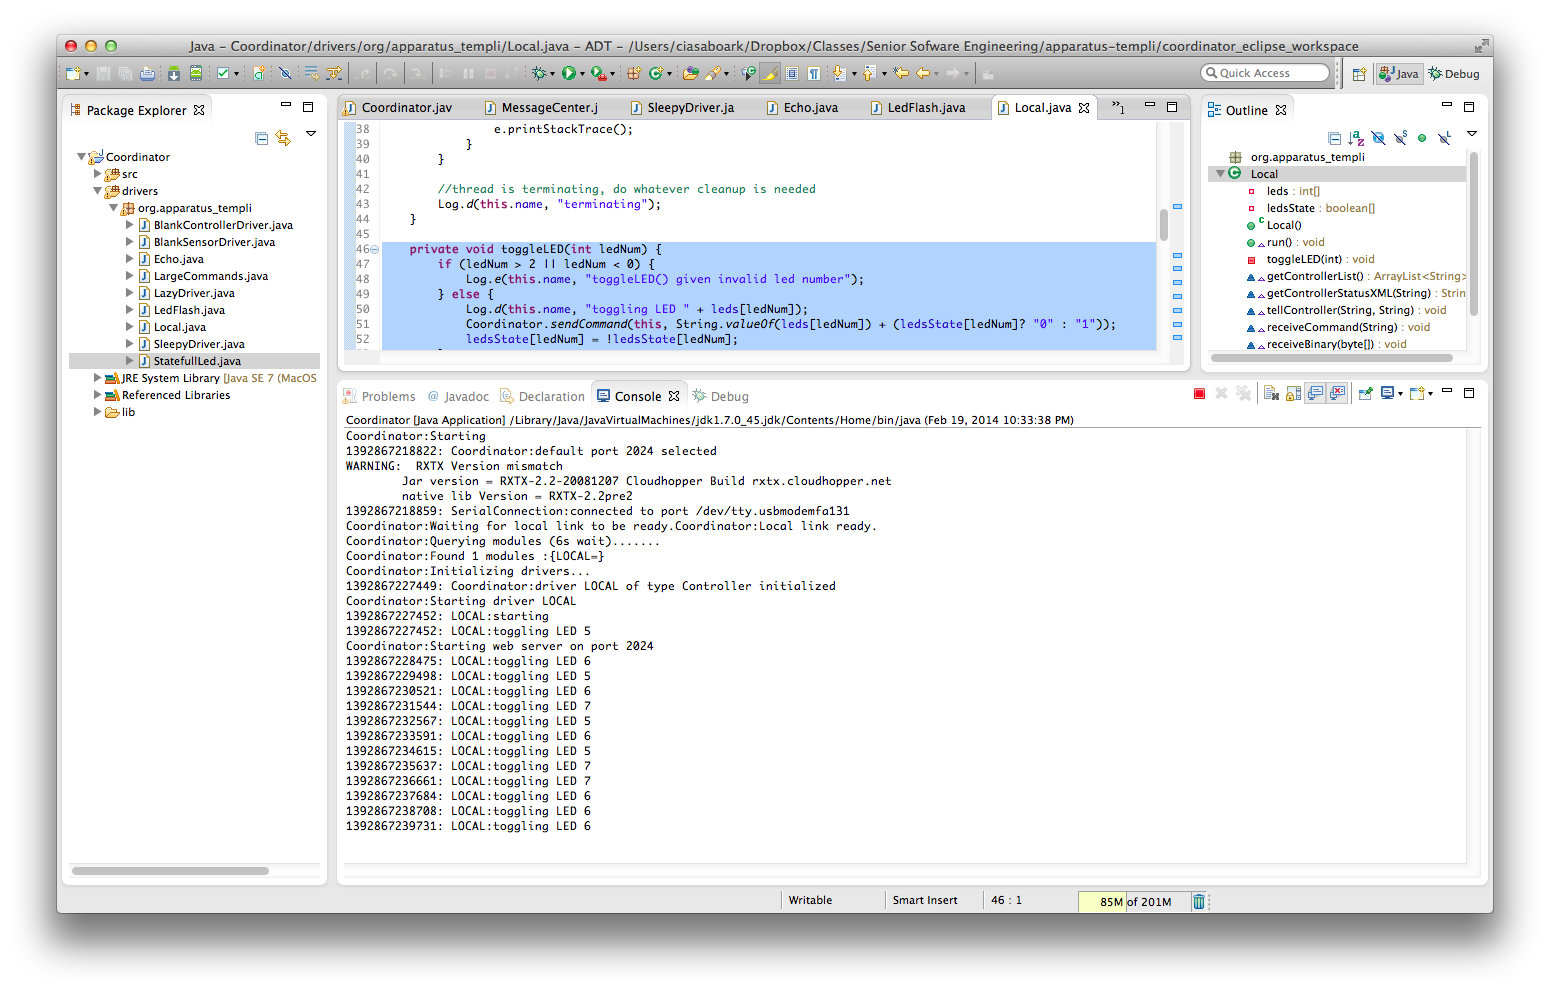 Java – Coordinator/drivers/org/apparatus_templi/Local.java – ADT – /Users/ciasaboark/Dropbox/Classes/Senior Sofware Engineering/apparatus-templi/coordinator_eclipse_workspace
Quick Access
Java
Debug
Package Explorer
Coordinator
src
drivers
org.apparatus_templi
BlankControllerDriver.java
BlankSensorDriver.java
Echo.java
LargeCommands.java
LazyDriver.java
LedFlash.java
Local.java
SleepyDriver.java
StatefullLed.java
JRE System Library [Java SE 7 (MacOS
Referenced Libraries
lib
Coordinator.jav
MessageCenter.j
SleepyDriver.ja
Echo.java
LedFlash.java
Local.java
»1
38 e.printStackTrace();
39 }
40 }
41
42 //thread is terminating, do whatever cleanup is needed
43 Log.d(this.name, "terminating");
44 }
45
46 private void toggleLED(int ledNum) {
47 if (ledNum > 2 || ledNum < 0) {
48 Log.e(this.name, "toggleLED() given invalid led number");
49 } else {
50 Log.d(this.name, "toggling LED " + leds[ledNum]);
51 Coordinator.sendCommand(this, String.valueOf(leds[ledNum]) + (ledsState[ledNum]? "0" : "1"));
52 ledsState[ledNum] = !ledsState[ledNum];
Outline
org.apparatus_templi
Local
leds : int[]
ledsState : boolean[]
Local()
run() : void
toggleLED(int) : void
getControllerList() : ArrayList<String>
getControllerStatusXML(String) : Strin
tellController(String, String) : void
receiveCommand(String) : void
receiveBinary(byte[]) : void
Problems
Javadoc
Declaration
Console
Debug
Coordinator [Java Application] /Library/Java/JavaVirtualMachines/jdk1.7.0_45.jdk/Contents/Home/bin/java (Feb 19, 2014 10:33:38 PM)
Coordinator:Starting
1392867218822: Coordinator:default port 2024 selected
WARNING:  RXTX Version mismatch
Jar version = RXTX-2.2-20081207 Cloudhopper Build rxtx.cloudhopper.net
native lib Version = RXTX-2.2pre2
1392867218859: SerialConnection:connected to port /dev/tty.usbmodemfa131
Coordinator:Waiting for local link to be ready.Coordinator:Local link ready.
Coordinator:Querying modules (6s wait).......
Coordinator:Found 1 modules :{LOCAL=}
Coordinator:Initializing drivers...
1392867227449: Coordinator:driver LOCAL of type Controller initialized
Coordinator:Starting driver LOCAL
1392867227452: LOCAL:starting
1392867227452: LOCAL:toggling LED 5
Coordinator:Starting web server on port 2024
1392867228475: LOCAL:toggling LED 6
1392867229498: LOCAL:toggling LED 5
1392867230521: LOCAL:toggling LED 6
1392867231544: LOCAL:toggling LED 7
1392867232567: LOCAL:toggling LED 5
1392867233591: LOCAL:toggling LED 6
1392867234615: LOCAL:toggling LED 5
1392867235637: LOCAL:toggling LED 7
1392867236661: LOCAL:toggling LED 7
1392867237684: LOCAL:toggling LED 6
1392867238708: LOCAL:toggling LED 6
1392867239731: LOCAL:toggling LED 6
Writable
Smart Insert
46 : 1
85M of 201M